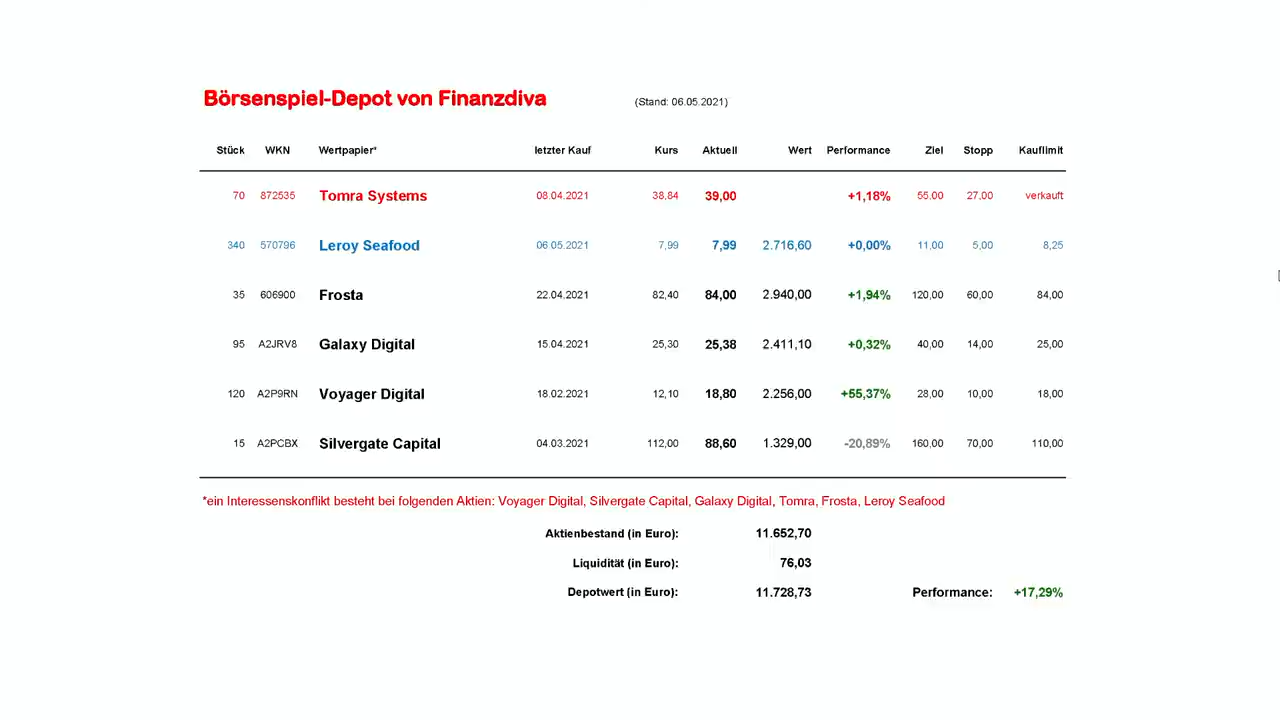 Börsenspiel-Depot von Finanzdiva (Stand: 06.05.2021)
Stück WKN Wertpapier* letzter Kauf Kurs Aktuell Wert Performance Ziel Stopp Kauflimit
70 872535 Tomra Systems 08.04.2021 38,84 39,00 +1,18% 55,00 27,00 verkauft
340 570796 Leroy Seafood 06.05.2021 7,99 7,99 2.716,60 +0,00% 11,00 5,00 8,25
35 606900 Frosta 22.04.2021 82,40 84,00 2.940,00 +1,94% 120,00 60,00 84,00
95 A2JRV8 Galaxy Digital 15.04.2021 25,30 25,38 2.411,10 +0,32% 40,00 14,00 25,00
120 A2P9RN Voyager Digital 18.02.2021 12,10 18,80 2.256,00 +55,37% 28,00 10,00 18,00
15 A2PCBX Silvergate Capital 04.03.2021 112,00 88,60 1.329,00 -20,89% 160,00 70,00 110,00
*ein Interessenskonflikt besteht bei folgenden Aktien: Voyager Digital, Silvergate Capital, Galaxy Digital, Tomra, Frosta, Leroy Seafood
Aktienbestand (in Euro): 11.652,70
Liquidität (in Euro): 76,03
Depotwert (in Euro): 11.728,73 Performance: +17,29%